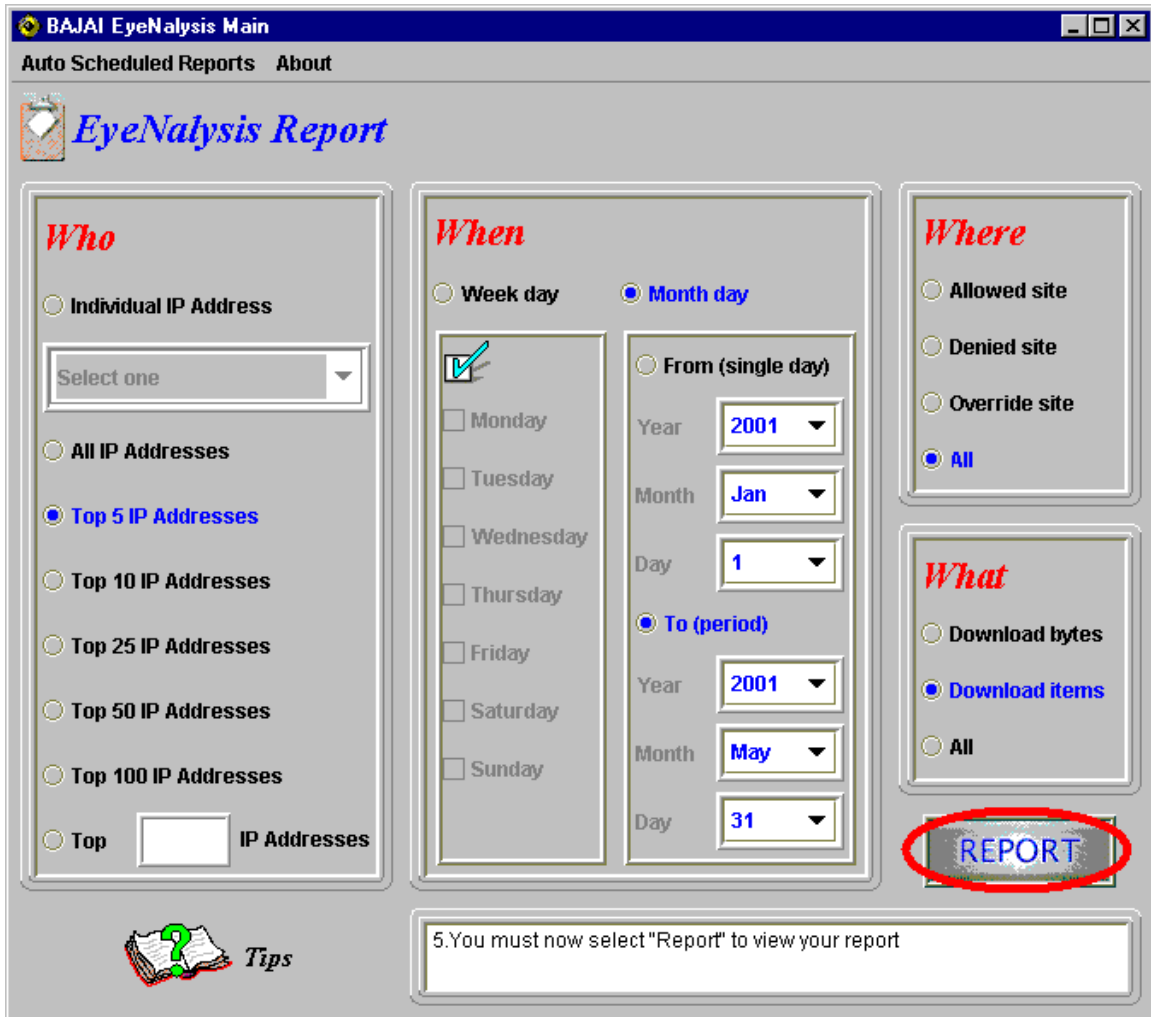 BAJAI EyeNalysis Main
Auto Scheduled Reports About
EyeNalysis Report
Who
Individual IP Address
Select one
All IP Addresses
Top 5 IP Addresses
Top 10 IP Addresses
Top 25 IP Addresses
Top 50 IP Addresses
Top 100 IP Addresses
Top IP Addresses
When
Week day Month day
Monday
Tuesday
Wednesday
Thursday
Friday
Saturday
Sunday
From (single day)
Year 2001
Month Jan
Day 1
To (period)
Year 2001
Month May
Day 31
Where
Allowed site
Denied site
Override site
All
What
Download bytes
Download items
All
REPORT
Tips
5.You must now select "Report" to view your report